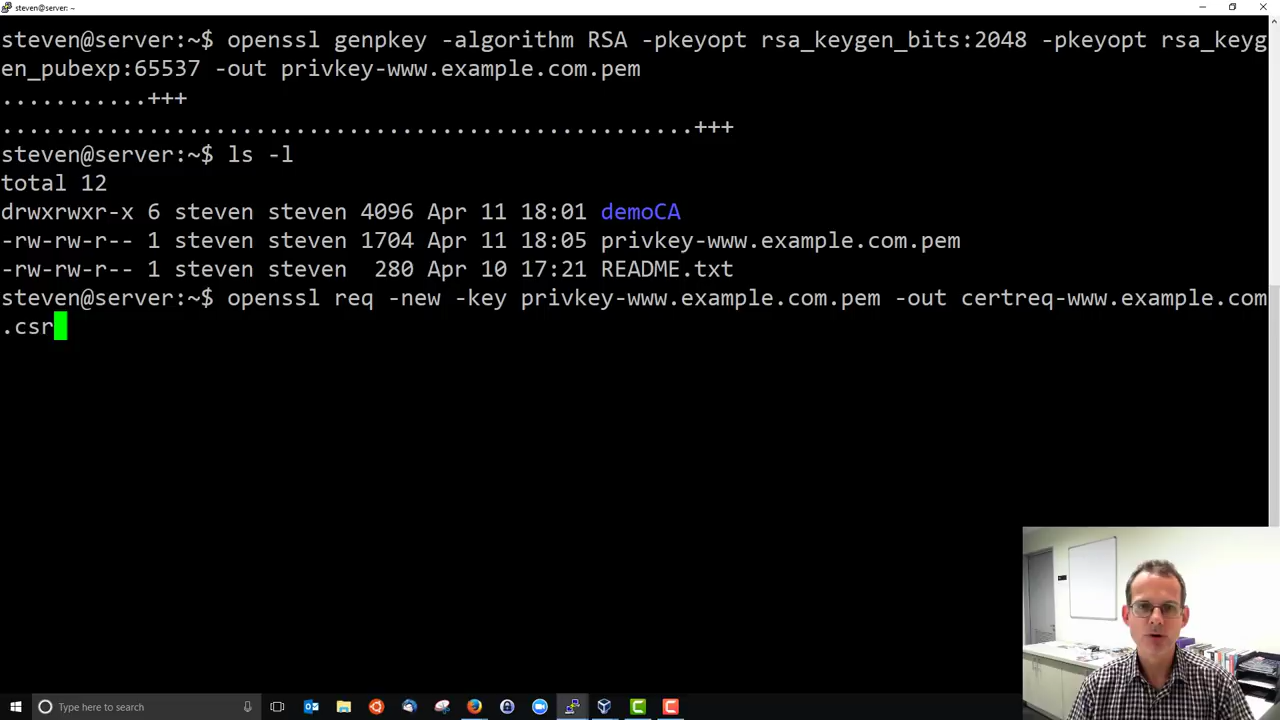 steven@server: ~
steven@server:~$ openssl genpkey -algorithm RSA -pkeyopt rsa_keygen_bits:2048 -pkeyopt rsa_keyg
en_pubexp:65537 -out privkey-www.example.com.pem
...........+++
....................................................+++
steven@server:~$ ls -l
total 12
drwxrwxr-x 6 steven steven 4096 Apr 11 18:01 demoCA
-rw-rw-r-- 1 steven steven 1704 Apr 11 18:05 privkey-www.example.com.pem
-rw-rw-r-- 1 steven steven  280 Apr 10 17:21 README.txt
steven@server:~$ openssl req -new -key privkey-www.example.com.pem -out certreq-www.example.com
.csr
Type here to search